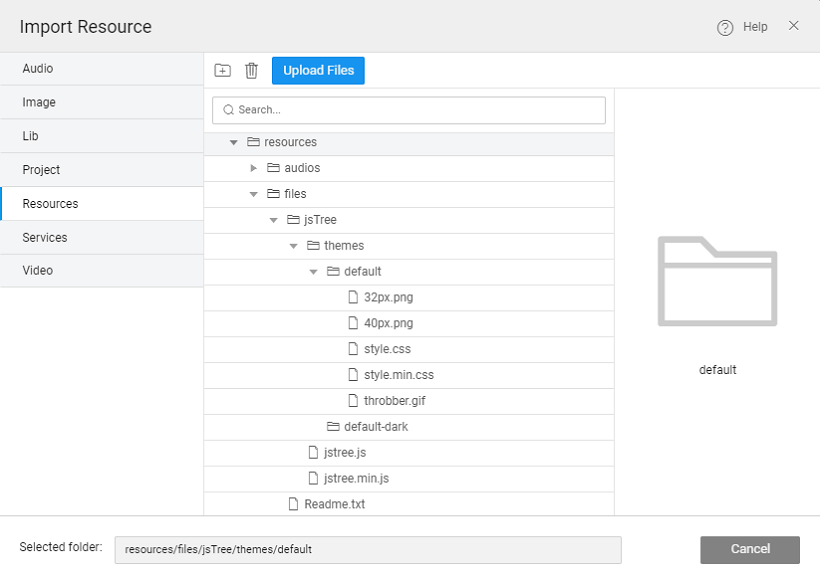 Import Resource
Help
Audio
Image
Lib
Project
Resources
Services
Video
Upload Files
Search...
resources
audios
files
jsTree
themes
default
32px.png
40px.png
style.css
style.min.css
throbber.gif
default-dark
jstree.js
jstree.min.js
Readme.txt
default
Selected folder: resources/files/jsTree/themes/default
Cancel